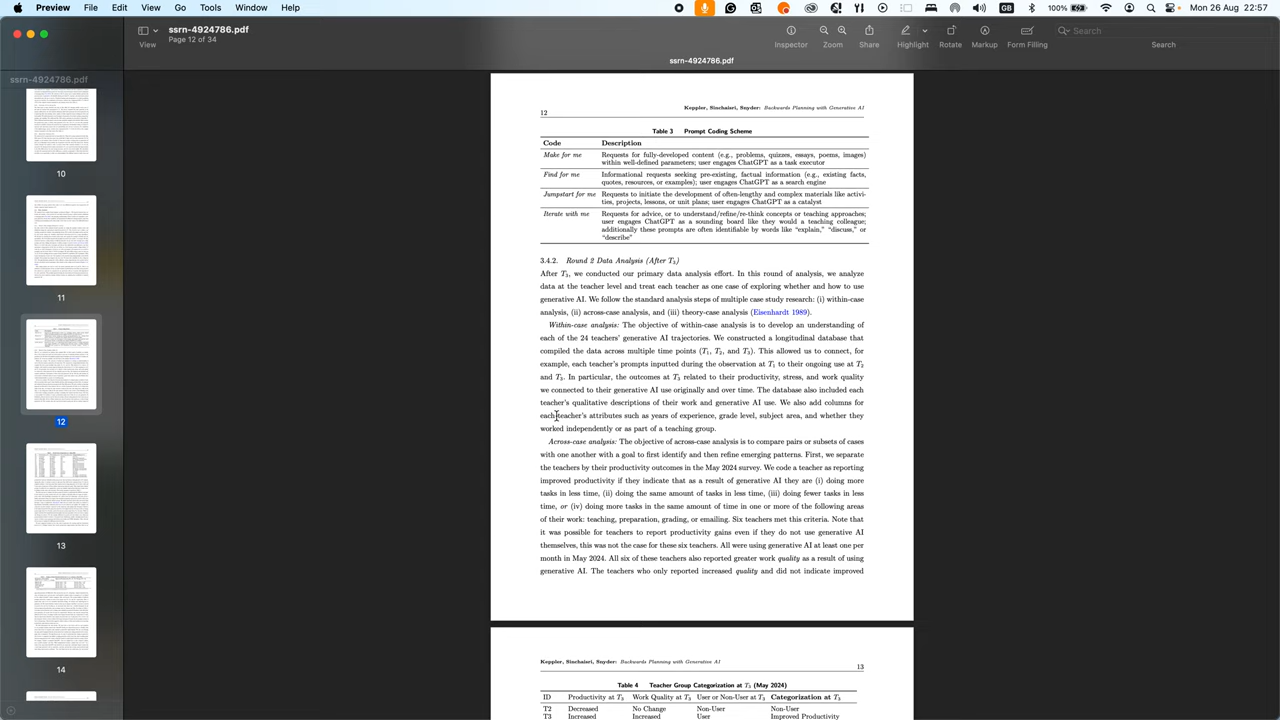 Preview File Edit View Go Tools Window Help
GB 100% Mon 26 Aug 22:57
ssrn-4924786.pdf
Page 12 of 34
View
Inspector Zoom Share Highlight Rotate Markup Form Filling Search
Search
ssrn-4924786.pdf
ssrn-4924786.pdf
10
11
12
13
14
12 Keppler, Sinchaisri, Snyder: Backwards Planning with Generative AI
Table 3 Prompt Coding Scheme
Code Description
Make for me Requests for fully-developed content (e.g., problems, quizzes, essays, poems, images)
within well-defined parameters; user engages ChatGPT as a task executor
Find for me Informational requests seeking pre-existing, factual information (e.g., existing facts,
quotes, resources, or examples); user engages ChatGPT as a search engine
Jumpstart for me Requests to initiate the development of often-lengthy and complex materials like activi-
ties, projects, lessons, or unit plans; user engages ChatGPT as a catalyst
Iterate with me Requests for advice, or to understand/refine/re-think concepts or teaching approaches;
user engages ChatGPT as a sounding board like they would a teaching colleague;
additionally these prompts are often identifiable by words like "explain," "discuss," or
"describe"
3.4.2. Round 2 Data Analysis (After T3)
After T3, we conducted our primary data analysis effort. In this round of analysis, we analyze
data at the teacher level and treat each teacher as one case of exploring whether and how to use
generative AI. We follow the standard analysis steps of multiple case study research: (i) within-case
analysis, (ii) across-case analysis, and (iii) theory-case analysis (Eisenhardt 1989).
Within-case analysis: The objective of within-case analysis is to develop an understanding of
each of the 24 teachers' generative AI trajectories. We constructed a longitudinal database that
compiled the data across multiple time points (T1, T2, and T3). This allowed us to connect, for
example, each teacher's prompts inputted during the observation at T1 to their ongoing use at T2
and T3. In particular, the outcomes at T3 related to their productivity, stress, and work quality
we connected to their generative AI use originally and over time. The database also included each
teacher's qualitative descriptions of their work and generative AI use. We also add columns for
each teacher's attributes such as years of experience, grade level, subject area, and whether they
worked independently or as part of a teaching group.
Across-case analysis: The objective of across-case analysis is to compare pairs or subsets of cases
with one another with a goal to first identify and then refine emerging patterns. First, we separate
the teachers by their productivity outcomes in the May 2024 survey. We code a teacher as reporting
improved productivity if they indicate that as a result of generative AI they are (i) doing more
tasks in less time, (ii) doing the same amount of tasks in less time, (iii) doing fewer tasks in less
time, or (iv) doing more tasks in the same amount of time in one or more of the following areas
of their work: teaching, preparation, grading, or emailing. Six teachers met this criteria. Note that
it was possible for teachers to report productivity gains even if they do not use generative AI
themselves, this was not the case for these six teachers. All were using generative AI at least one per
month in May 2024. All six of these teachers also reported greater work quality as a result of using
generative AI. The teachers who only reported increased quality and did not indicate improved
Keppler, Sinchaisri, Snyder: Backwards Planning with Generative AI 13
Table 4 Teacher Group Categorization at T3 (May 2024)
ID Productivity at T3 Work Quality at T3 User or Non-User at T3 Categorization at T3
T2 Decreased No Change Non-User Non-User
T3 Increased Increased User Improved Productivity